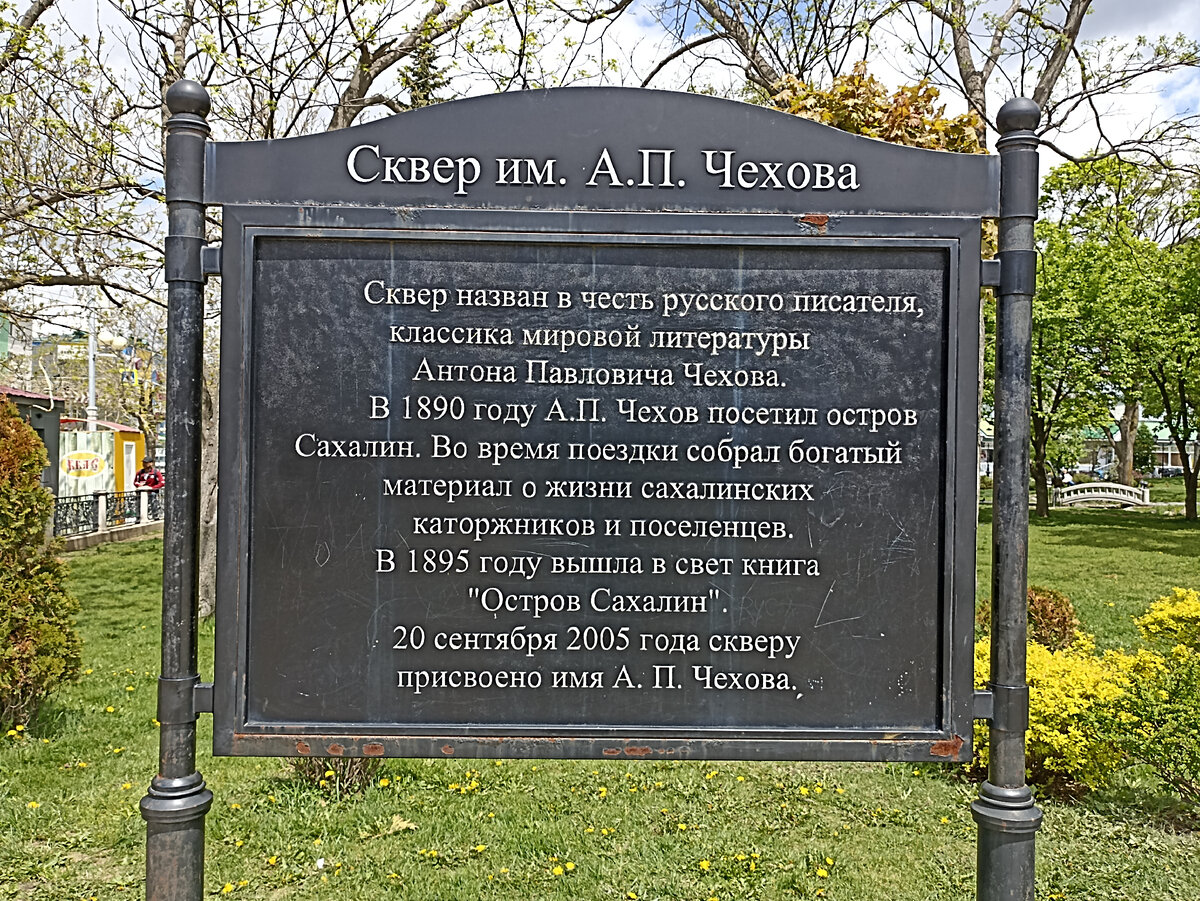 Сквер им. А.П. Чехова
Сквер назван в честь русского писателя,
классика мировой литературы
Антона Павловича Чехова.
В 1890 году А.П. Чехов посетил остров
Сахалин. Во время поездки собрал богатый
материал о жизни сахалинских
каторжников и поселенцев.
В 1895 году вышла в свет книга
"Остров Сахалин".
20 сентября 2005 года скверу
присвоено имя А. П. Чехова.